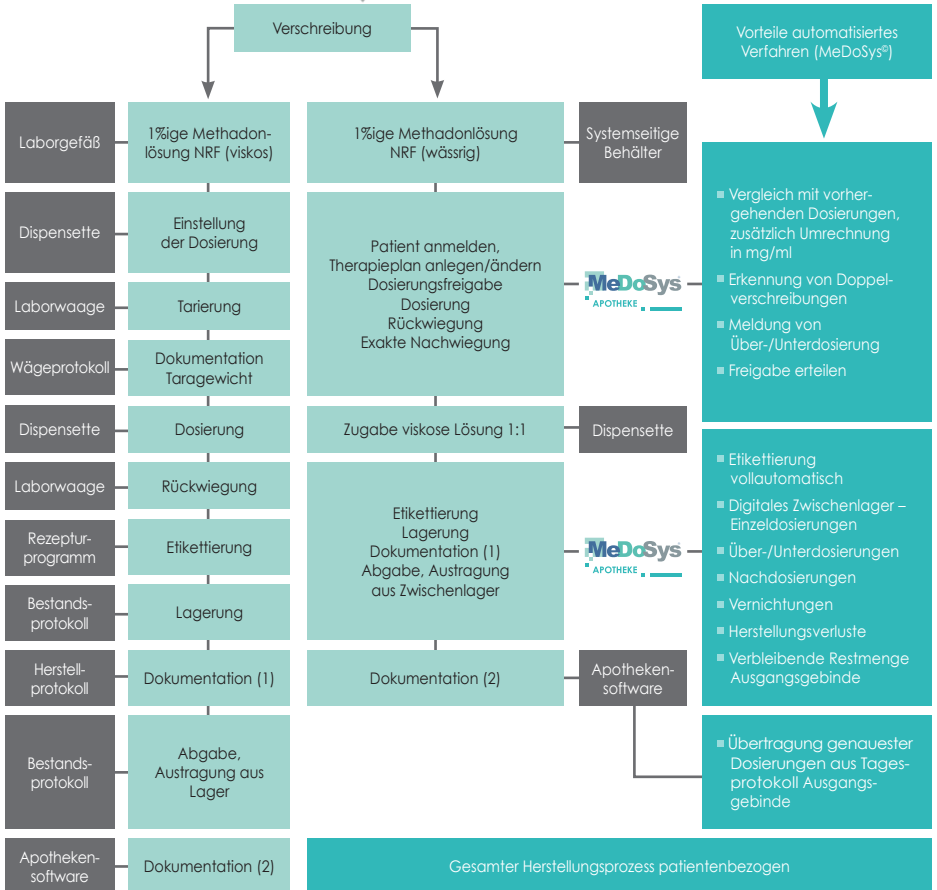 Verschreibung
Vorteile automatisiertes
Verfahren (MeDoSys©)
Laborgefäß
1%ige Methadon-
lösung NRF (viskos)
1%ige Methadonlösung
NRF (wässrig)
Systemseitige
Behälter
Dispensette
Einstellung
der Dosierung
Laborwaage
Tarierung
Wägeprotokoll
Dokumentation
Taragewicht
Patient anmelden,
Therapieplan anlegen/ändern
Dosierungsfreigabe
Dosierung
Rückwiegung
Exakte Nachwiegung
MeDoSys
APOTHEKE
Vergleich mit vorher-
gehenden Dosierungen,
zusätzlich Umrechnung
in mg/ml
Erkennung von Doppel-
verschreibungen
Meldung von
Über-/Unterdosierung
Freigabe erteilen
Dispensette
Dosierung
Zugabe viskose Lösung 1:1
Dispensette
Laborwaage
Rückwiegung
Rezeptur-
programm
Etikettierung
Bestands-
protokoll
Lagerung
Etikettierung
Lagerung
Dokumentation (1)
Abgabe, Austragung
aus Zwischenlager
MeDoSys
APOTHEKE
Etikettierung
vollautomatisch
Digitales Zwischenlager –
Einzeldosierungen
Über-/Unterdosierungen
Nachdosierungen
Vernichtungen
Herstellungsverluste
Verbleibende Restmenge
Ausgangsgebinde
Herstell-
protokoll
Dokumentation (1)
Dokumentation (2)
Apotheken-
software
Bestands-
protokoll
Abgabe,
Austragung aus
Lager
Übertragung genauester
Dosierungen aus Tages-
protokoll Ausgangs-
gebinde
Apotheken-
software
Dokumentation (2)
Gesamter Herstellungsprozess patientenbezogen